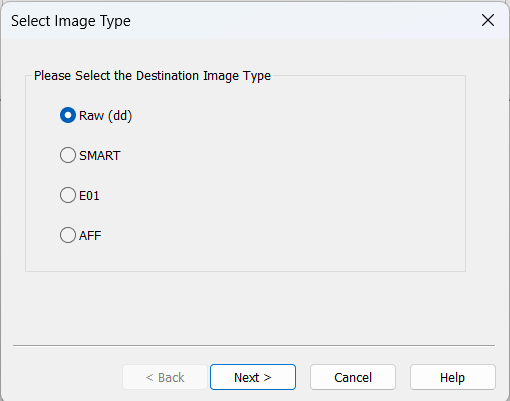 Select Image Type
Please Select the Destination Image Type
Raw (dd)
SMART
E01
AFF
< Back Next > Cancel Help